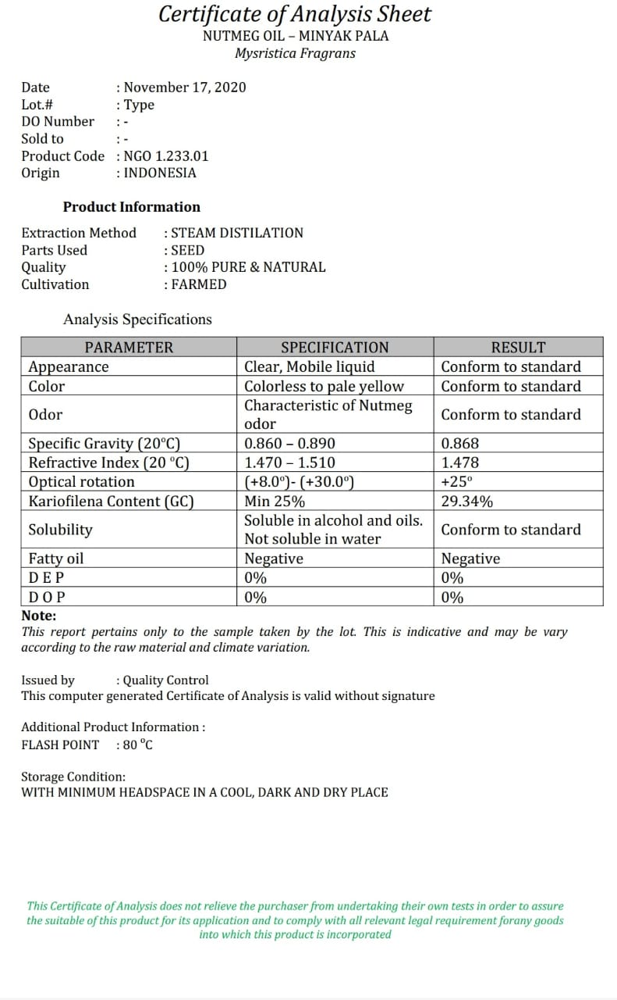 Certificate of Analysis Sheet
NUTMEG OIL – MINYAK PALA
Mysristica Fragrans
Date : November 17, 2020
Lot.# : Type
DO Number : -
Sold to : -
Product Code : NGO 1.233.01
Origin : INDONESIA
Product Information
Extraction Method : STEAM DISTILATION
Parts Used : SEED
Quality : 100% PURE & NATURAL
Cultivation : FARMED
Analysis Specifications
PARAMETER SPECIFICATION RESULT
Appearance Clear, Mobile liquid Conform to standard
Color Colorless to pale yellow Conform to standard
Odor Characteristic of Nutmeg odor Conform to standard
Specific Gravity (20°C) 0.860 – 0.890 0.868
Refractive Index (20 °C) 1.470 – 1.510 1.478
Optical rotation (+8.0°)- (+30.0°) +25°
Kariofilena Content (GC) Min 25% 29.34%
Solubility Soluble in alcohol and oils. Not soluble in water Conform to standard
Fatty oil Negative Negative
D E P 0% 0%
D O P 0% 0%
Note:
This report pertains only to the sample taken by the lot. This is indicative and may be vary
according to the raw material and climate variation.
Issued by : Quality Control
This computer generated Certificate of Analysis is valid without signature
Additional Product Information :
FLASH POINT : 80 °C
Storage Condition:
WITH MINIMUM HEADSPACE IN A COOL, DARK AND DRY PLACE
This Certificate of Analysis does not relieve the purchaser from undertaking their own tests in order to assure
the suitable of this product for its application and to comply with all relevant legal requirement forany goods
into which this product is incorporated